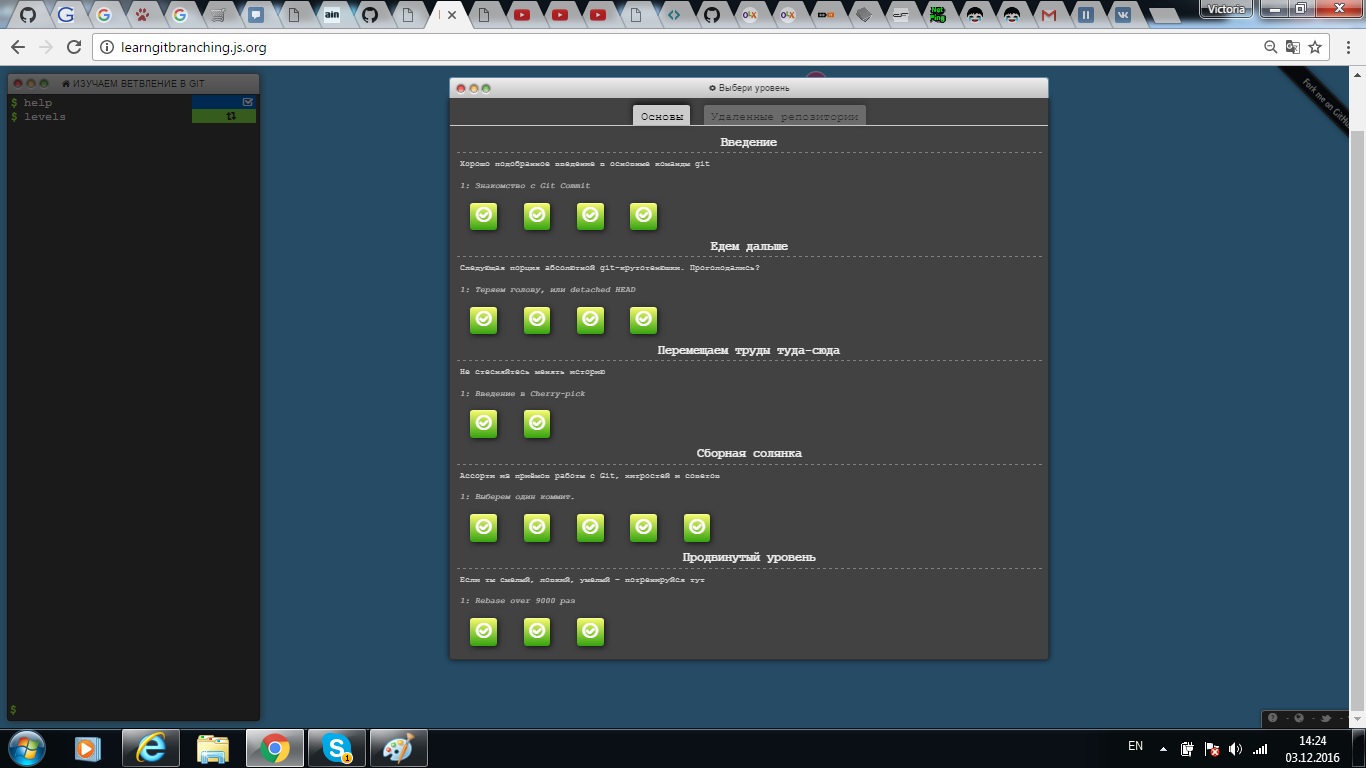 Victoria
ain
Net Ping
learngitbranching.js.org
ИЗУЧАЕМ ВЕТВЛЕНИЕ В GIT
$ help
$ levels
$
Выбери уровень
Основы
Удаленные репозитории
Введение
Хорошо подобранное введение в основные команды git
1: Знакомство с Git Commit
Едем дальше
Следующая порция абсолютной git-крутотенюшки. Проголодались?
1: Теряем голову, или detached HEAD
Перемещаем труды туда-сюда
Не стесняйтесь менять историю
1: Введение в Cherry-pick
Сборная солянка
Ассорти из приёмов работы с Git, хитростей и советов
1: Выберем один коммит.
Продвинутый уровень
Если ты смелый, ловкий, умелый - потренируйся тут
1: Rebase over 9000 раз
Fork me on GitHu
EN
14:24
03.12.2016